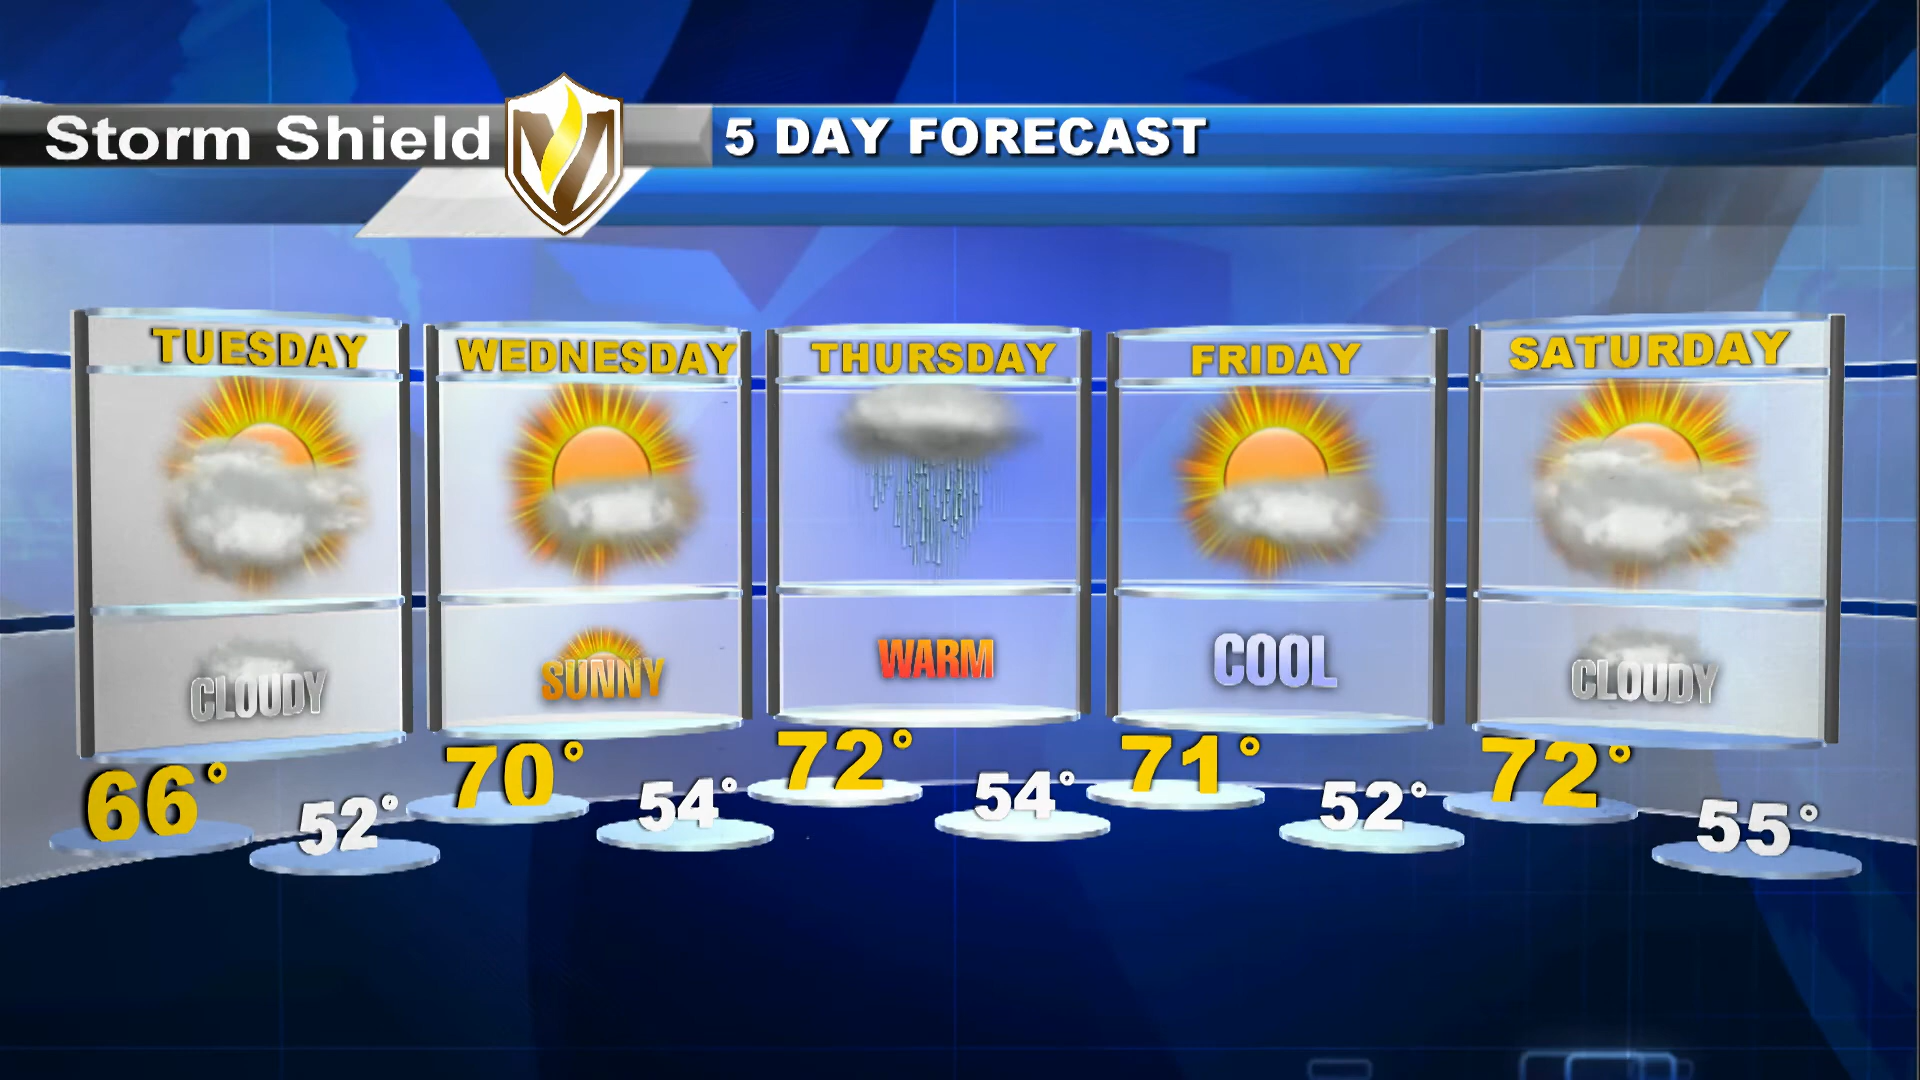 Storm Shield
5 DAY FORECAST
TUESDAY
WEDNESDAY
THURSDAY
FRIDAY
SATURDAY
CLOUDY
SUNNY
WARM
COOL
CLOUDY
66°
52°
70°
54°
72°
54°
71°
52°
72°
55°